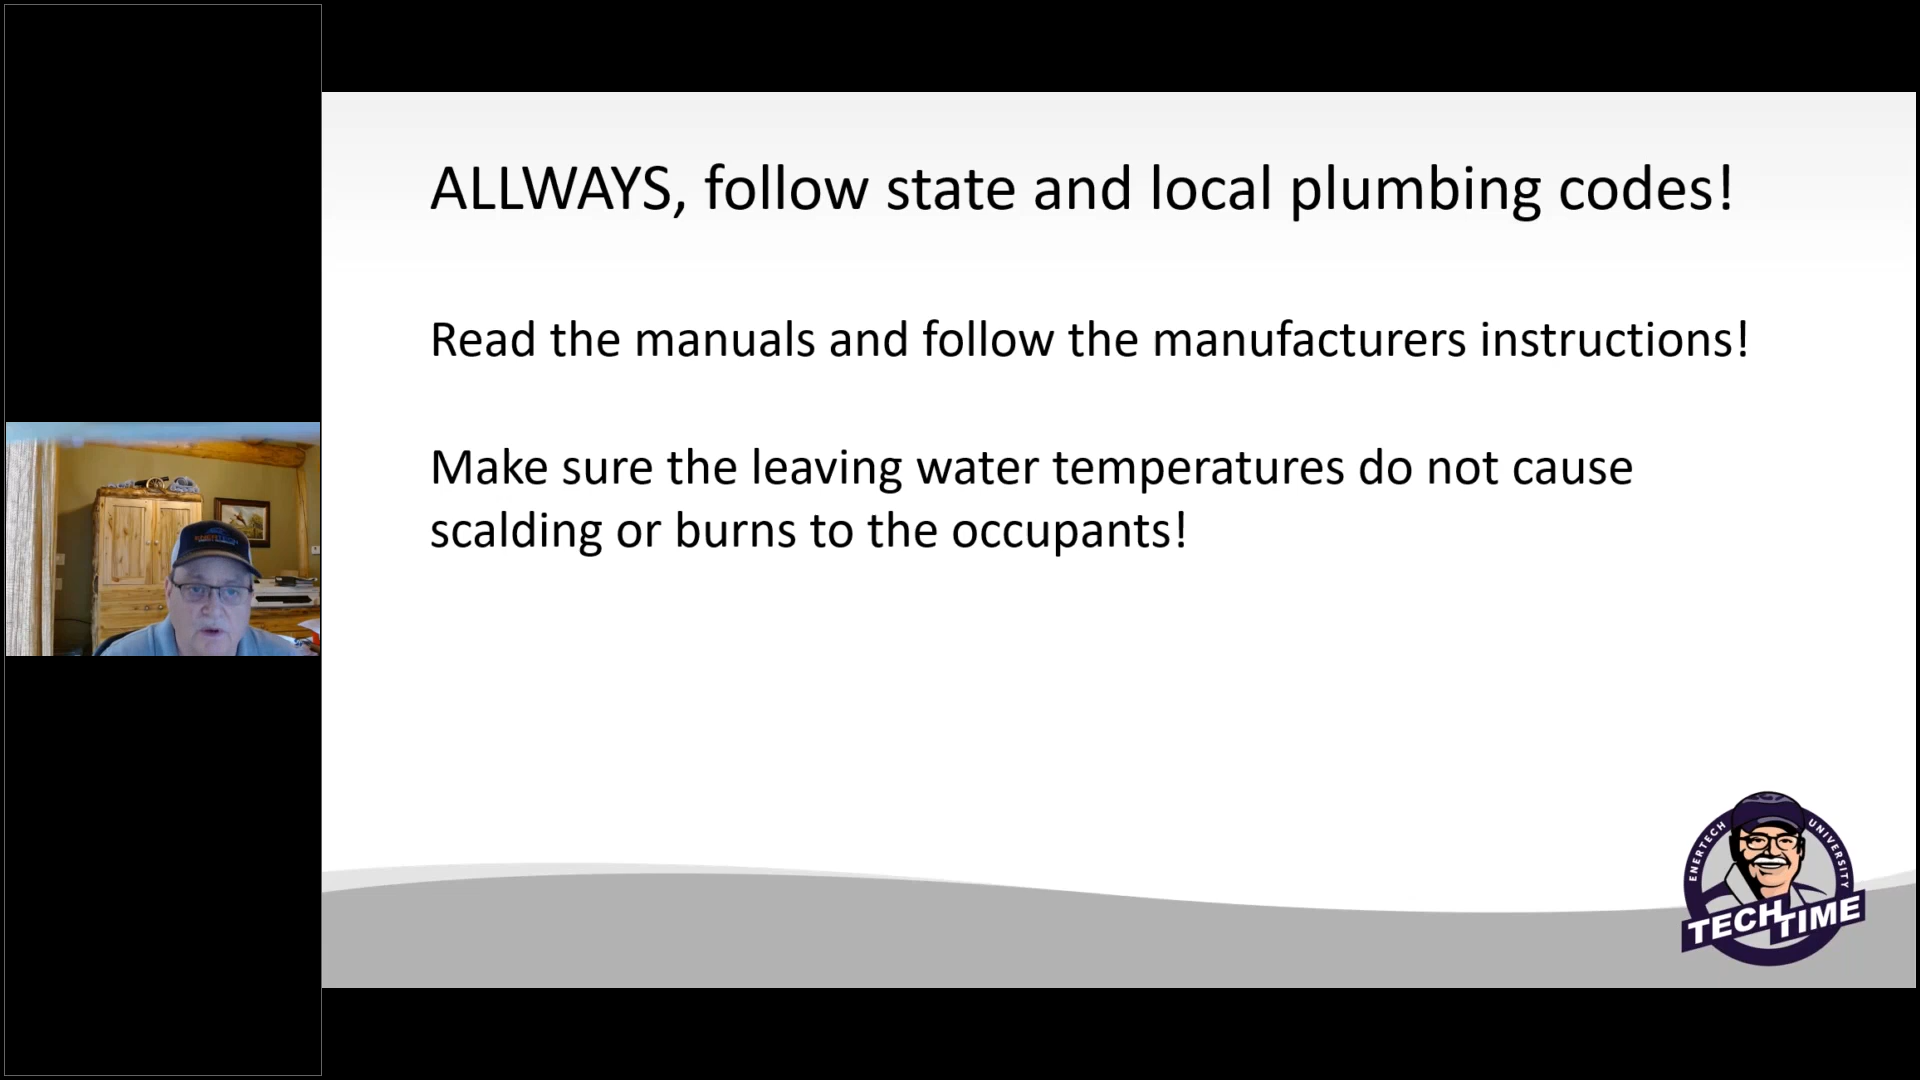 ALLWAYS, follow state and local plumbing codes!
Read the manuals and follow the manufacturers instructions!
Make sure the leaving water temperatures do not cause
scalding or burns to the occupants!
ENERTECH UNIVERSITY
TECH TIME